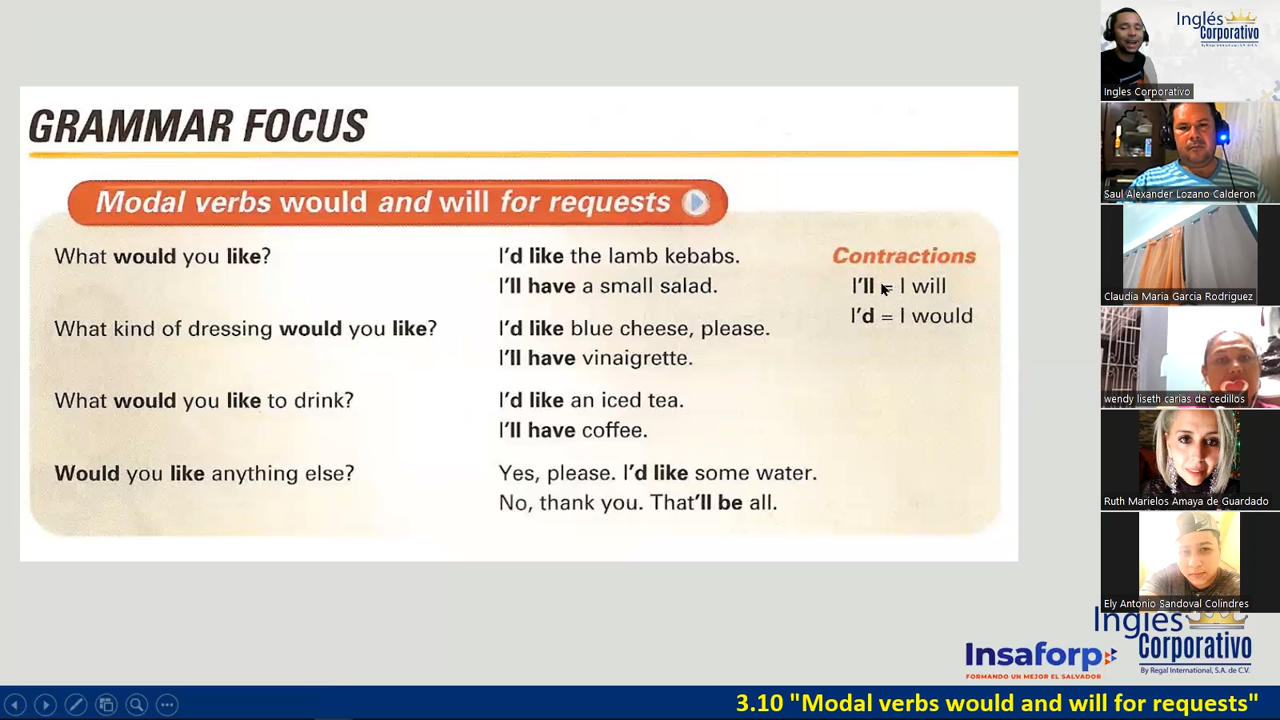 GRAMMAR FOCUS
Modal verbs would and will for requests
What would you like?
I'd like the lamb kebabs.
I'll have a small salad.
What kind of dressing would you like?
I'd like blue cheese, please.
I'll have vinaigrette.
What would you like to drink?
I'd like an iced tea.
I'll have coffee.
Would you like anything else?
Yes, please. I'd like some water.
No, thank you. That'll be all.
Contractions
I'll = I will
I'd = I would
Inglés
Corporativo
By Regal International, S.A. de C.V.
Ingles Corporativo
Saul Alexander Lozano Calderon
Claudia Maria Garcia Rodriguez
wendy liseth carias de cedillos
Ruth Marielos Amaya de Guardado
Ely Antonio Sandoval Colindres
Insaforp
FORMANDO UN MEJOR EL SALVADOR
Inglés
Corporativo
By Regal International, S.A. de C.V.
3.10 "Modal verbs would and will for requests"